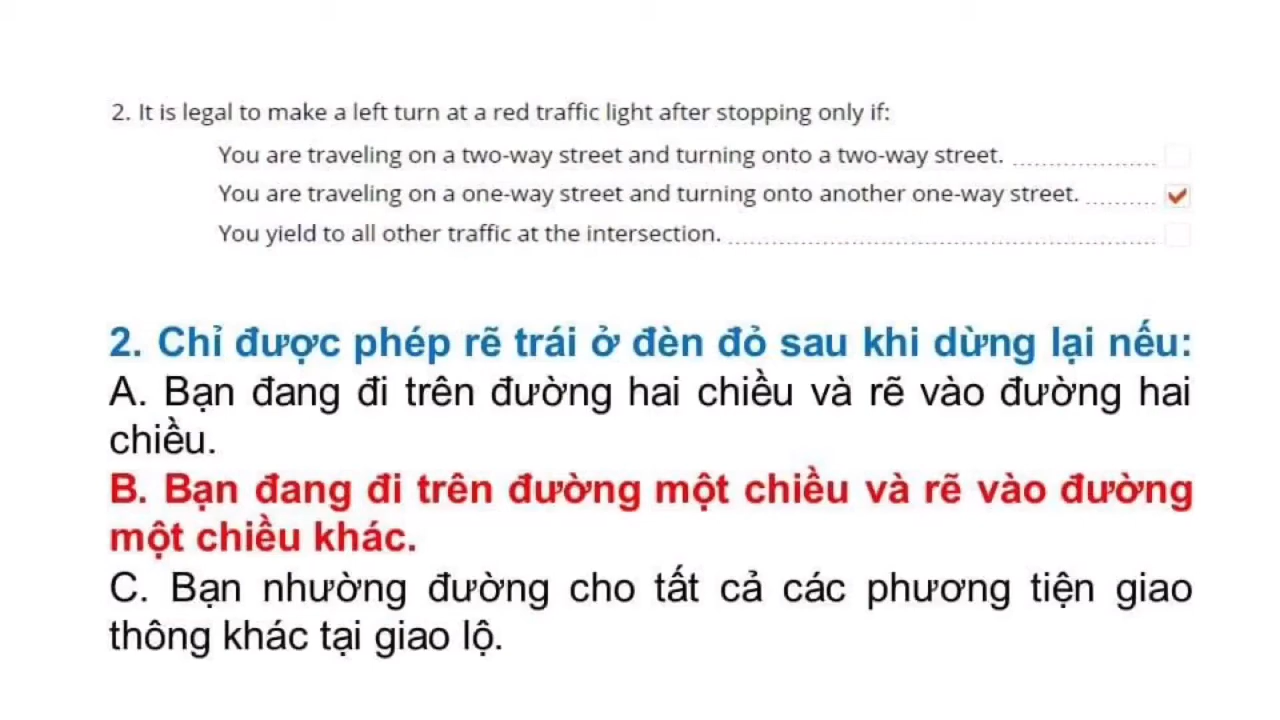 2. It is legal to make a left turn at a red traffic light after stopping only if:
You are traveling on a two-way street and turning onto a two-way street.
You are traveling on a one-way street and turning onto another one-way street.
You yield to all other traffic at the intersection.
2. Chỉ được phép rẽ trái ở đèn đỏ sau khi dừng lại nếu:
A. Bạn đang đi trên đường hai chiều và rẽ vào đường hai
chiều.
B. Bạn đang đi trên đường một chiều và rẽ vào đường
một chiều khác.
C. Bạn nhường đường cho tất cả các phương tiện giao
thông khác tại giao lộ.